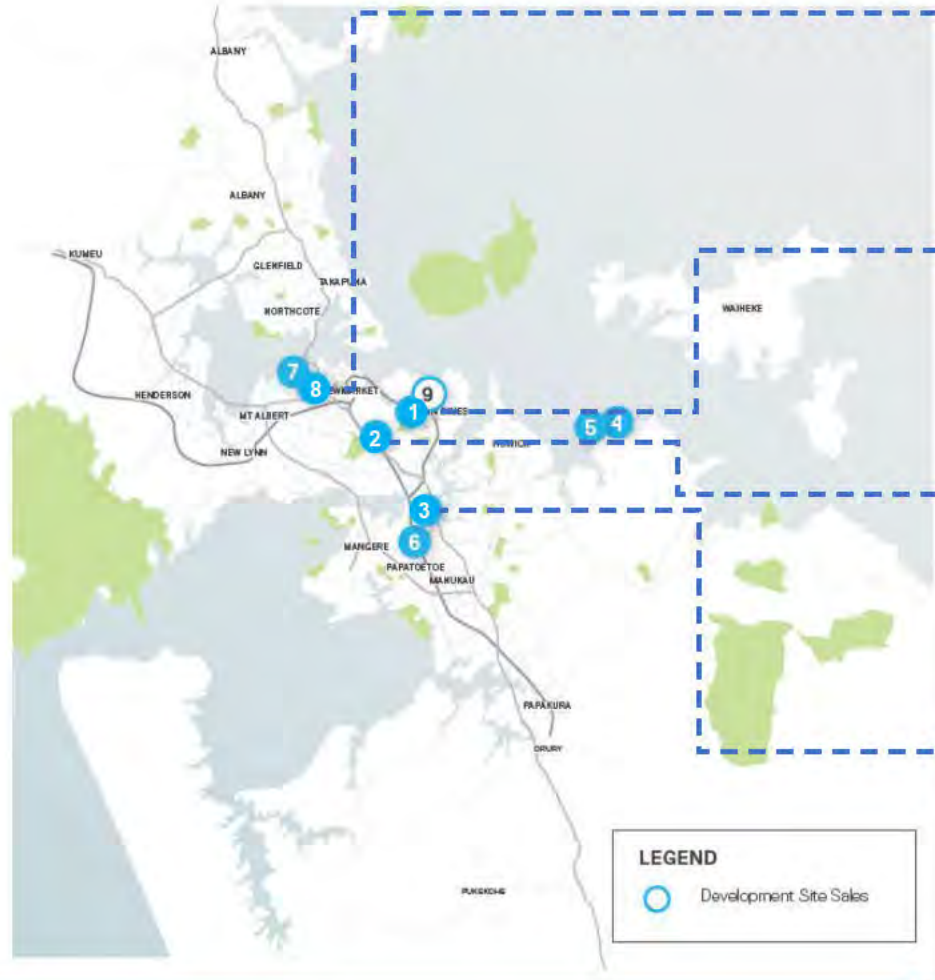 ALBANY
ALBANY
KUMEU
GLENFIELD
TAKAPUNA
NORTHCOTE
WAIHEKE
7
8
9
HENDERSON
1
MT ALBERT
2
5
4
NEW LYNN
3
6
MANGERE
PAPATOETOE
MANUKAU
PAPAKURA
DRURY
LEGEND
Development Site Sales